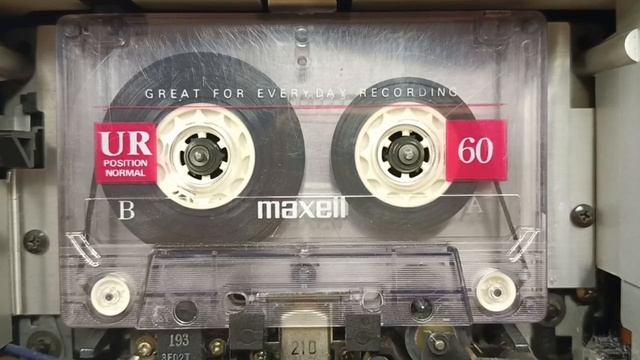 GREAT FOR EVERYDAY RECORDING
UR
POSITION
NORMAL
60
B
maxell
A
193
210